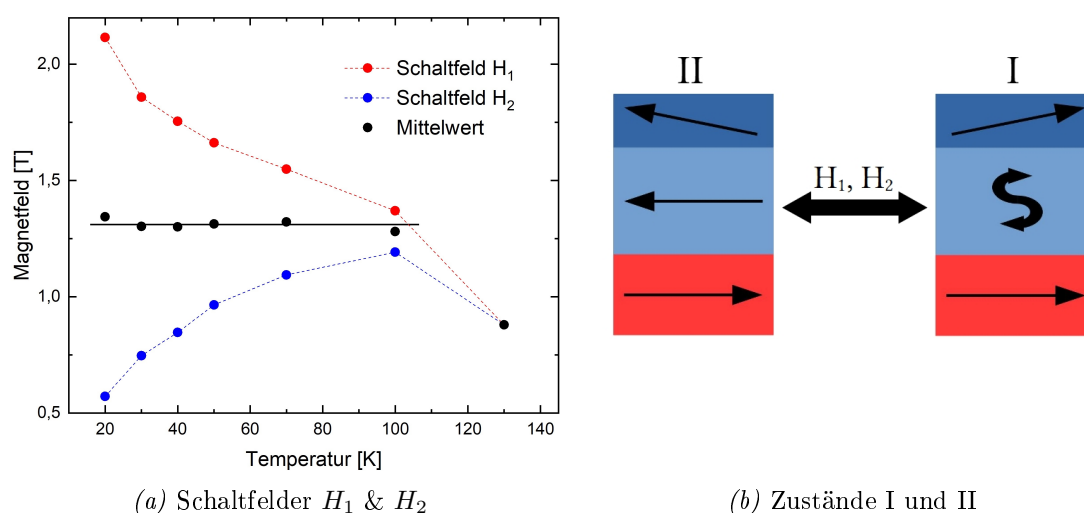 Schaltfeld H₁
Schaltfeld H₂
Mittelwert
Magnetfeld [T]
2,0
1,5
1,0
0,5
20 40 60 80 100 120 140
Temperatur [K]
(a) Schaltfelder H₁ & H₂
II
I
H₁, H₂
(b) Zustände I und II